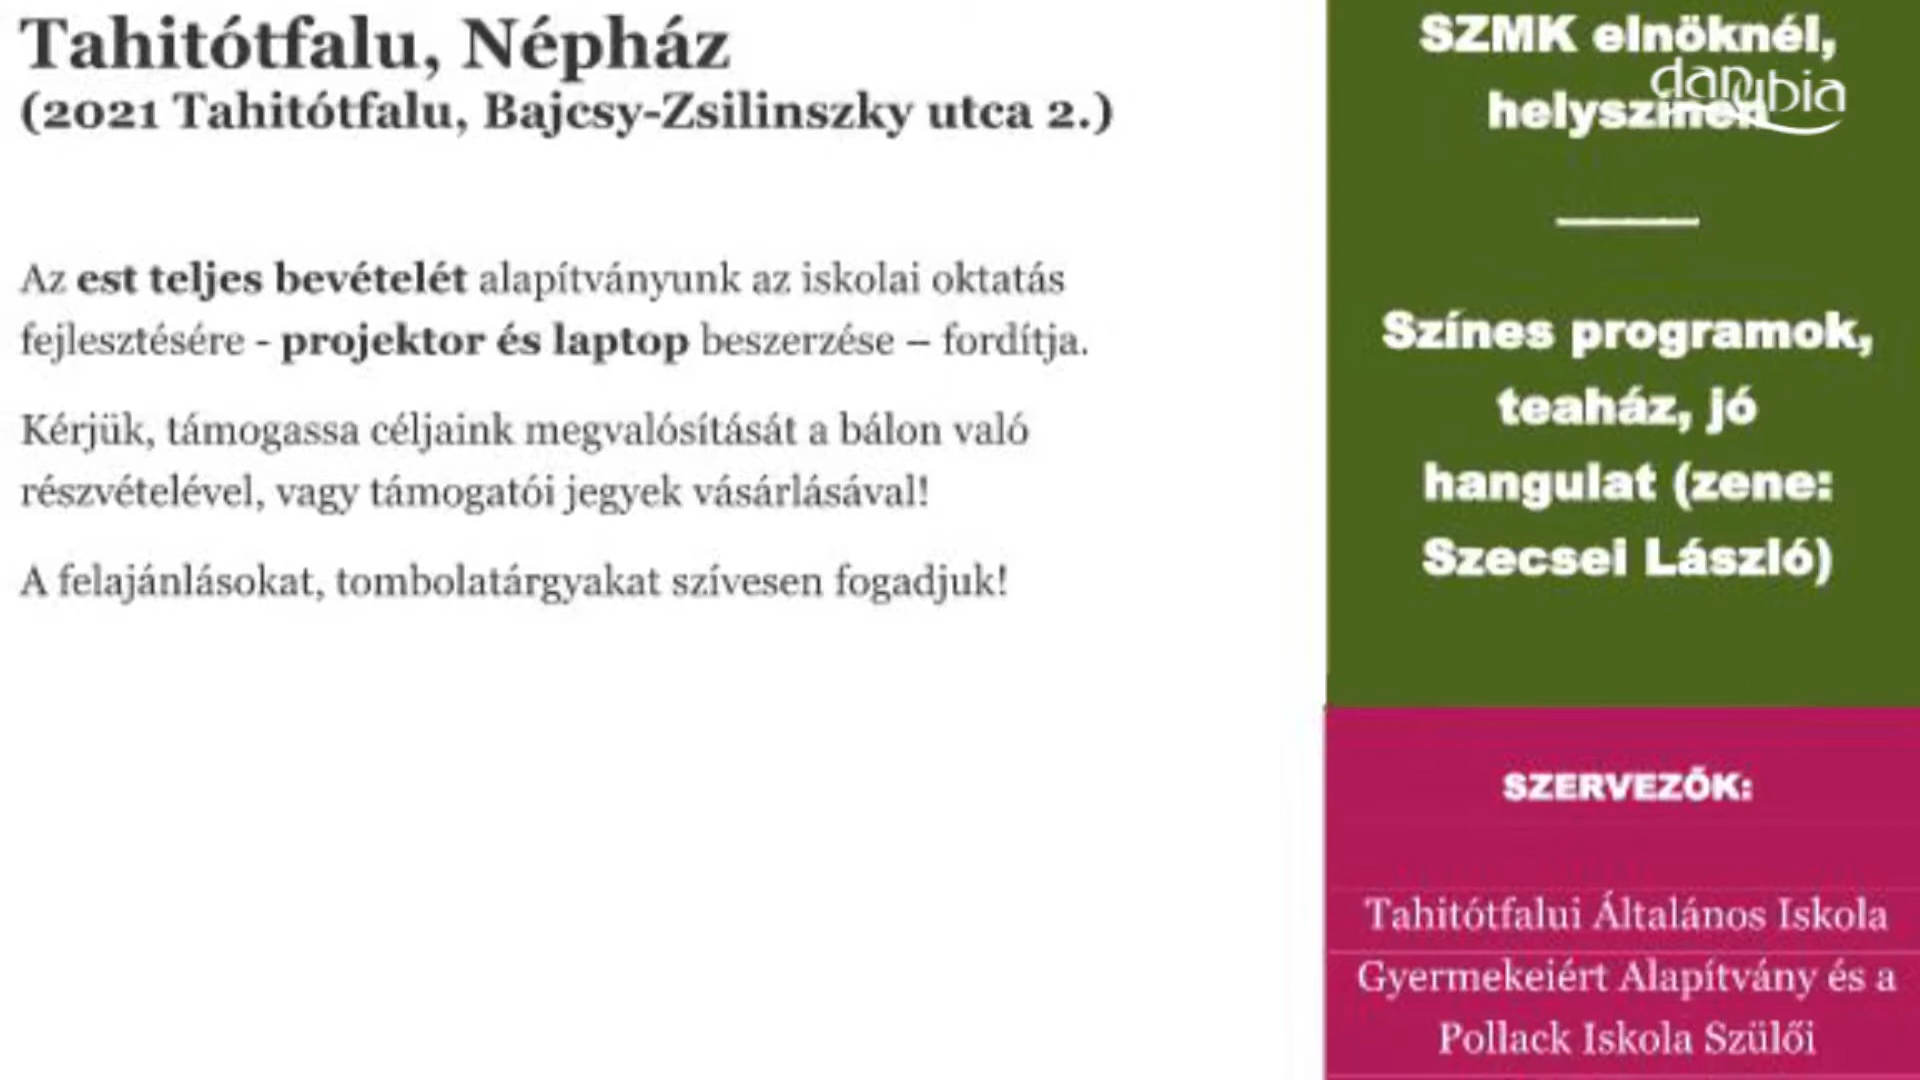 Tahitótfalu, Népház
(2021 Tahitótfalu, Bajcsy-Zsilinszky utca 2.)
Az est teljes bevételét alapítványunk az iskolai oktatás
fejlesztésére - projektor és laptop beszerzése – fordítja.
Kérjük, támogassa céljaink megvalósítását a bálon való
részvételével, vagy támogatói jegyek vásárlásával!
A felajánlásokat, tombolatárgyakat szívesen fogadjuk!
SZMK elnöknél,
helyszínen
danubia
Színes programok,
teaház, jó
hangulat (zene:
Szecsei László)
SZERVEZŐK:
Tahitótfalui Általános Iskola
Gyermekeiért Alapítvány és a
Pollack Iskola Szülői